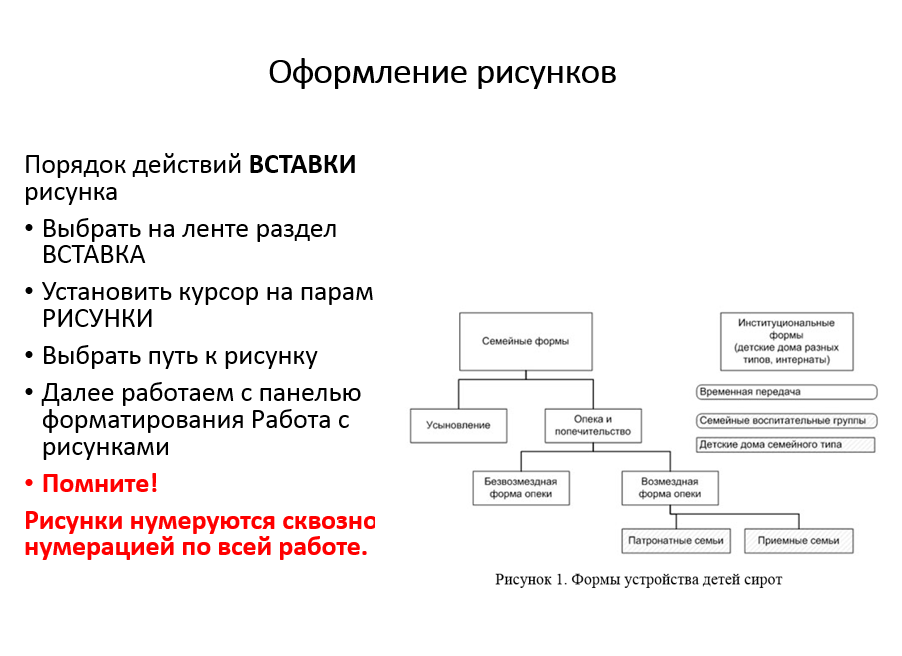 Оформление рисунков
Порядок действий ВСТАВКИ
рисунка
• Выбрать на ленте раздел
ВСТАВКА
• Установить курсор на парам
РИСУНКИ
• Выбрать путь к рисунку
• Далее работаем с панелью
форматирования Работа с
рисунками
• Помните!
Рисунки нумеруются сквозно
нумерацией по всей работе.
Семейные формы
Институциональные
формы
(детские дома разных
типов, интернаты)
Временная передача
Семейные воспитательные группы
Детские дома семейного типа
Усыновление
Опека и
попечительство
Безвозмездная
форма опеки
Возмездная
форма опеки
Патронатные семьи
Приемные семьи
Рисунок 1. Формы устройства детей сирот